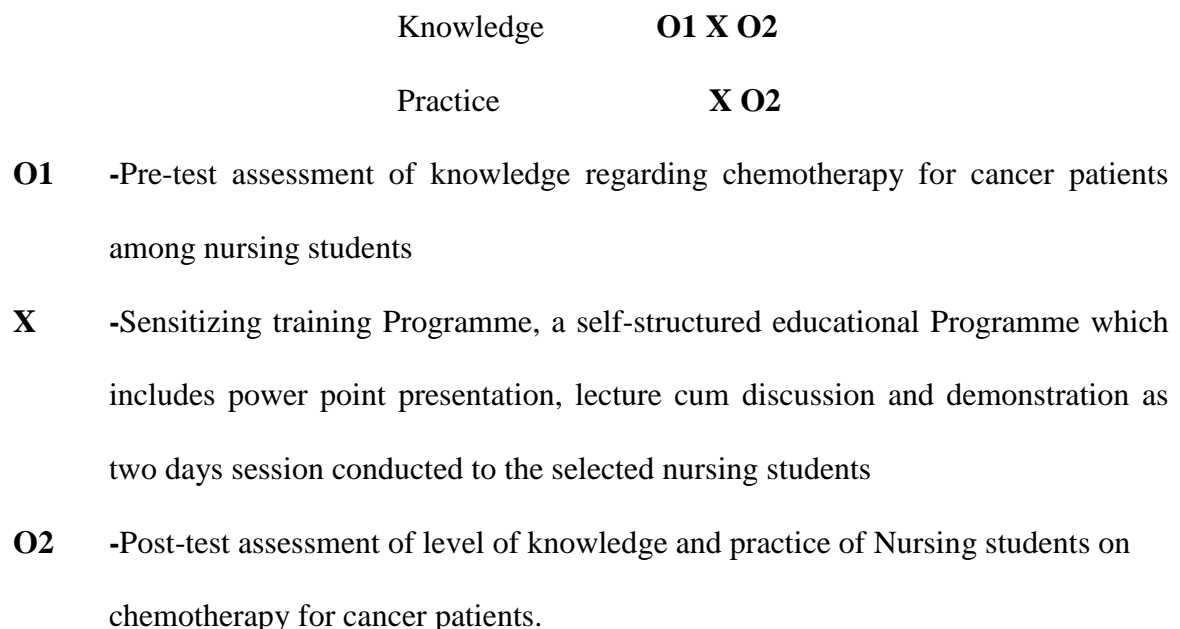 Knowledge O1 X O2
Practice X O2
O1 -Pre-test assessment of knowledge regarding chemotherapy for cancer patients
among nursing students
X -Sensitizing training Programme, a self-structured educational Programme which
includes power point presentation, lecture cum discussion and demonstration as
two days session conducted to the selected nursing students
O2 -Post-test assessment of level of knowledge and practice of Nursing students on
chemotherapy for cancer patients.